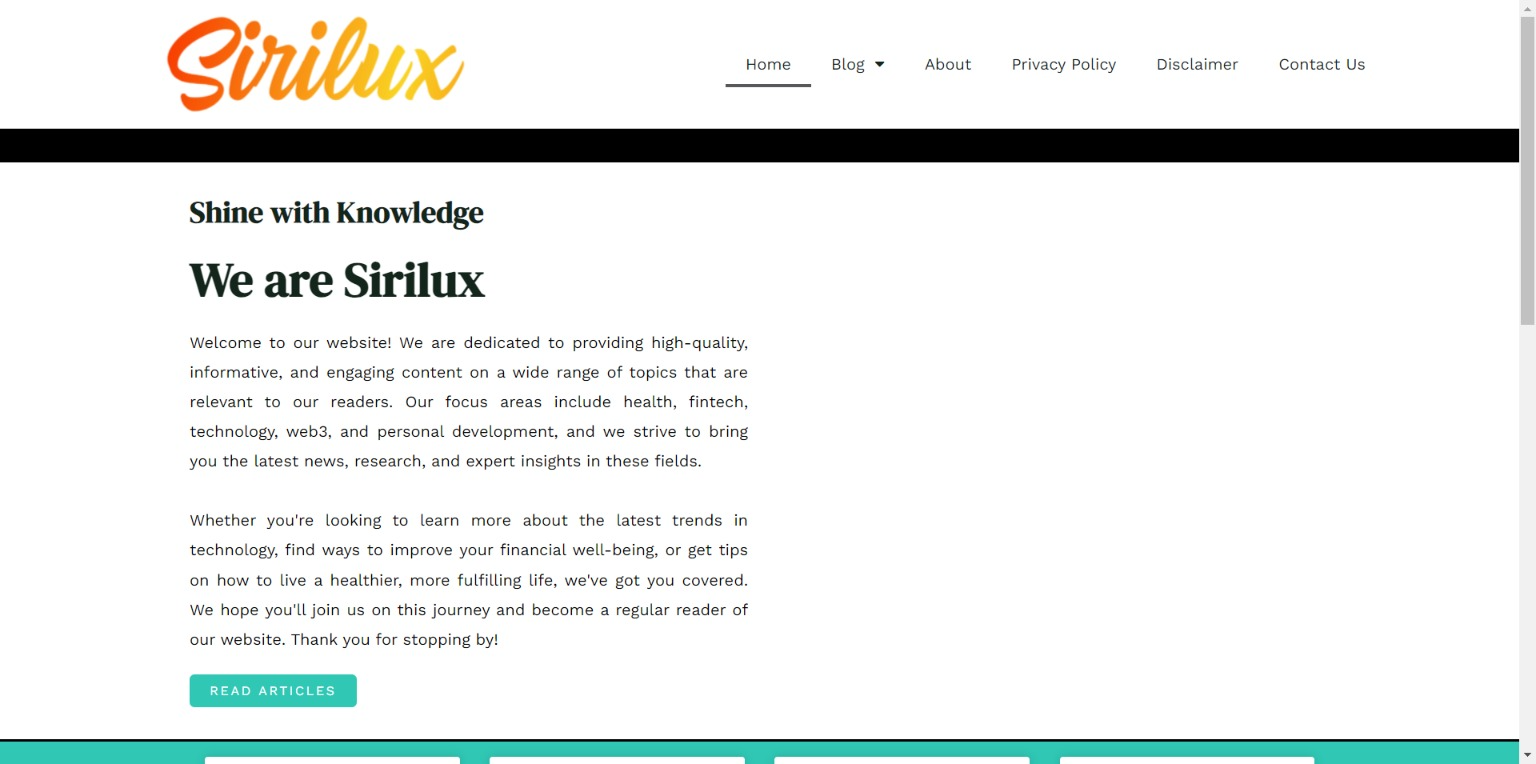 Sirilux
Home Blog About Privacy Policy Disclaimer Contact Us
Shine with Knowledge
We are Sirilux
Welcome to our website! We are dedicated to providing high-quality,
informative, and engaging content on a wide range of topics that are
relevant to our readers. Our focus areas include health, fintech,
technology, web3, and personal development, and we strive to bring
you the latest news, research, and expert insights in these fields.
Whether you're looking to learn more about the latest trends in
technology, find ways to improve your financial well-being, or get tips
on how to live a healthier, more fulfilling life, we've got you covered.
We hope you'll join us on this journey and become a regular reader of
our website. Thank you for stopping by!
READ ARTICLES